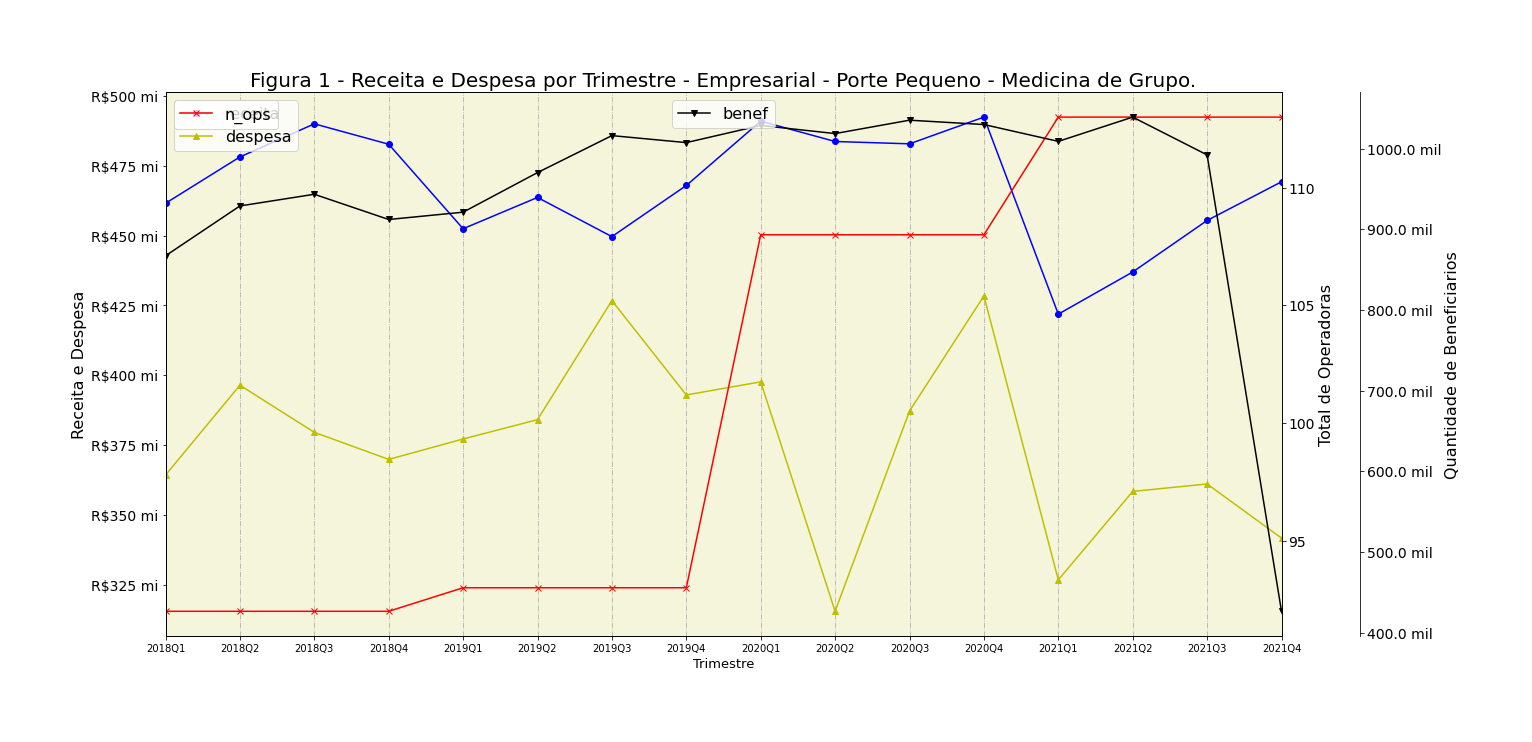 Figura 1 - Receita e Despesa por Trimestre - Empresarial - Porte Pequeno - Medicina de Grupo.
n_ops
despesa
benef
Receita e Despesa
R$500 mi
R$475 mi
R$450 mi
R$425 mi
R$400 mi
R$375 mi
R$350 mi
R$325 mi
110
105
100
95
Total de Operadoras
1000.0 mil
900.0 mil
800.0 mil
700.0 mil
600.0 mil
500.0 mil
400.0 mil
Quantidade de Beneficiarios
2018Q1 2018Q2 2018Q3 2018Q4 2019Q1 2019Q2 2019Q3 2019Q4 2020Q1 2020Q2 2020Q3 2020Q4 2021Q1 2021Q2 2021Q3 2021Q4
Trimestre